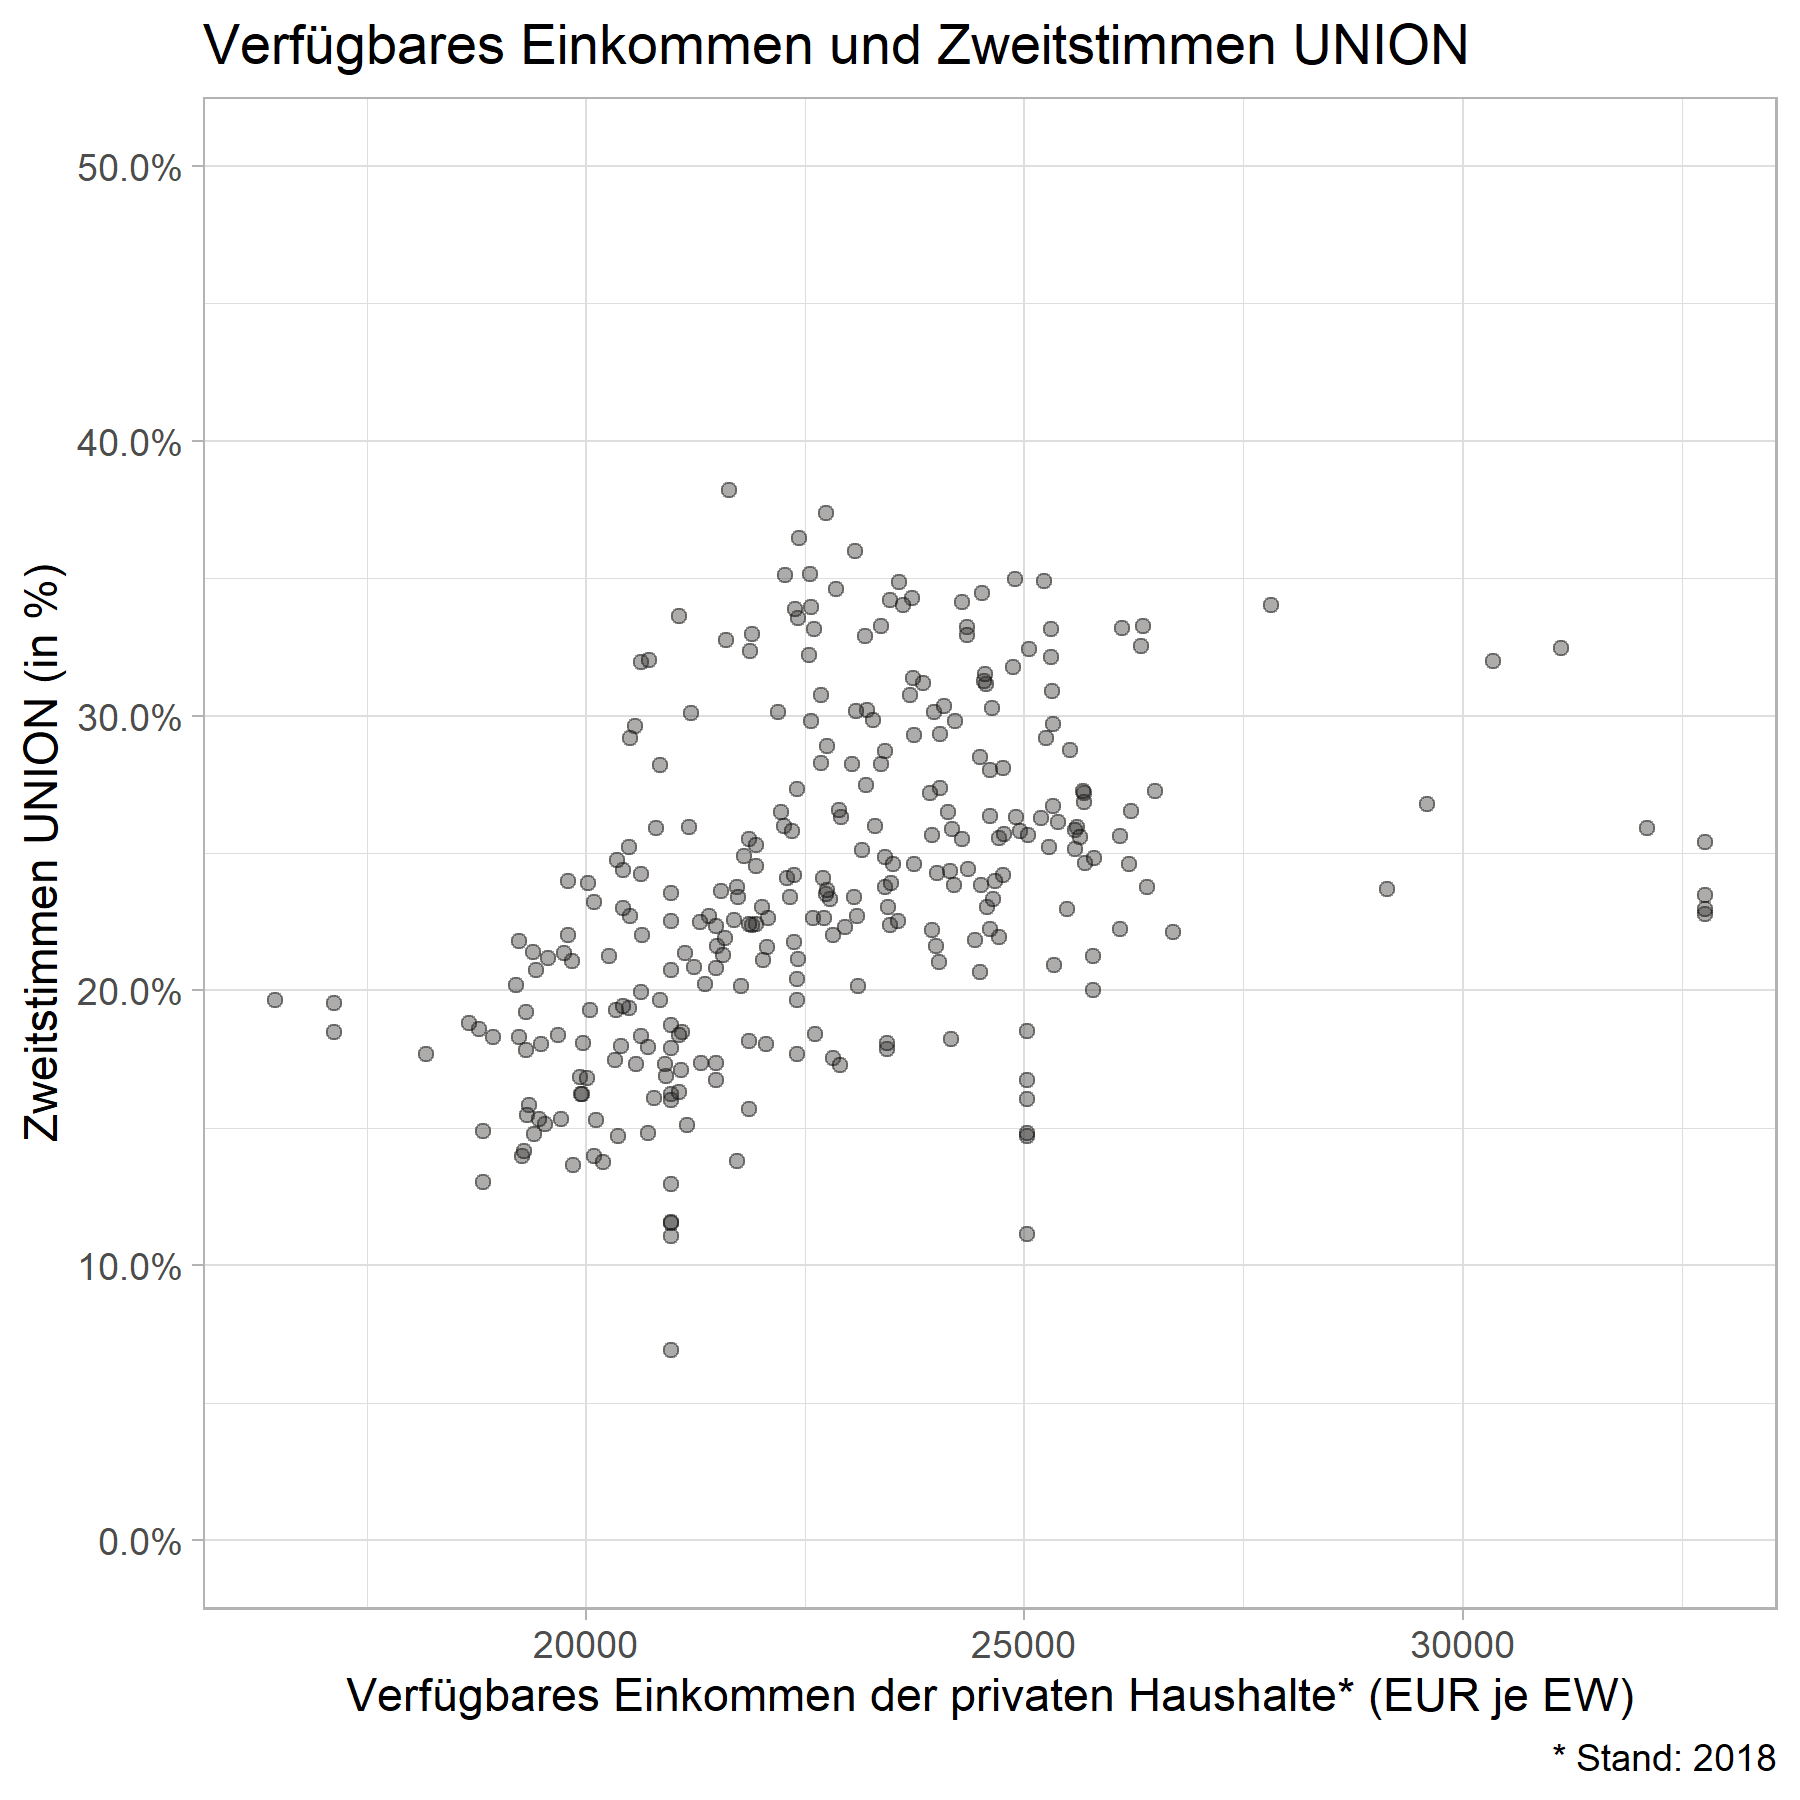 Verfügbares Einkommen und Zweitstimmen UNION
Zweitstimmen UNION (in %)
50.0%
40.0%
30.0%
20.0%
10.0%
0.0%
20000
25000
30000
Verfügbares Einkommen der privaten Haushalte* (EUR je EW)
* Stand: 2018